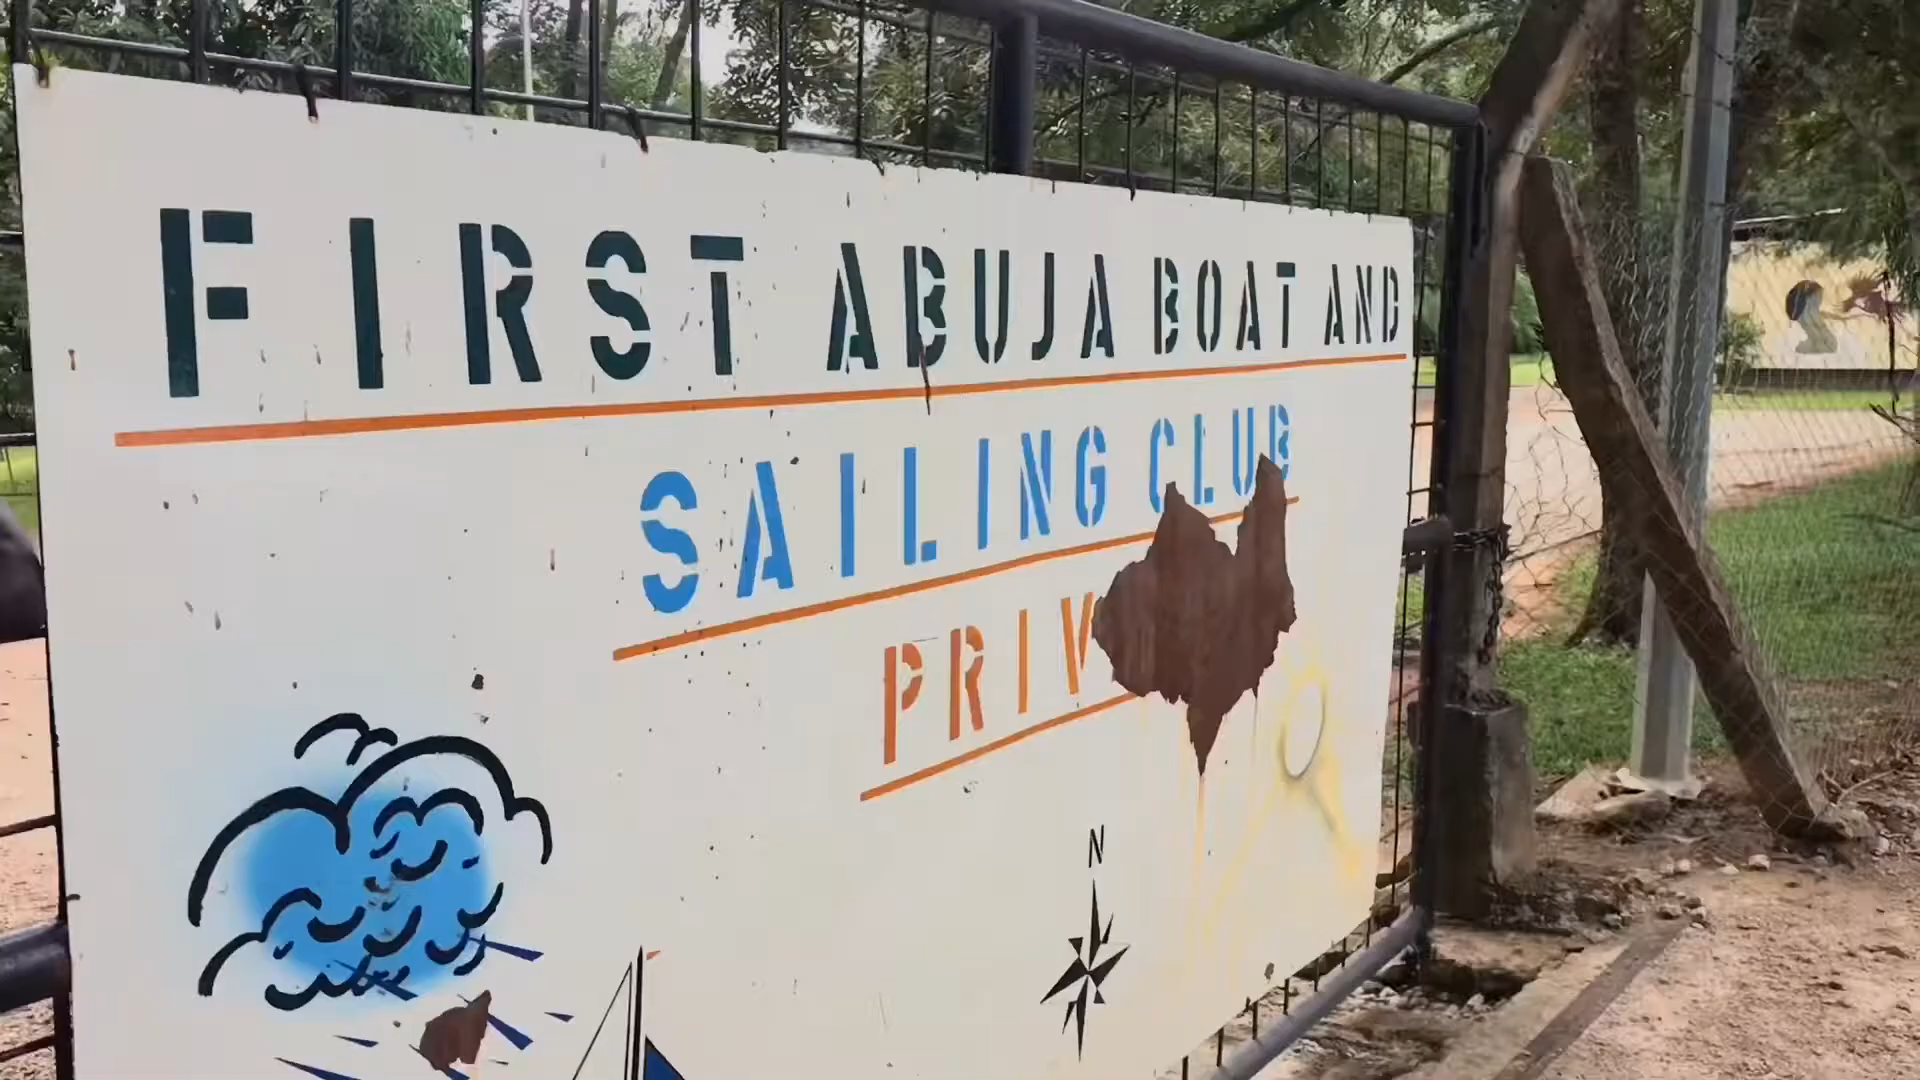 FIRST ABUJA BOAT AND
SAILING CLUB
PRIV
N